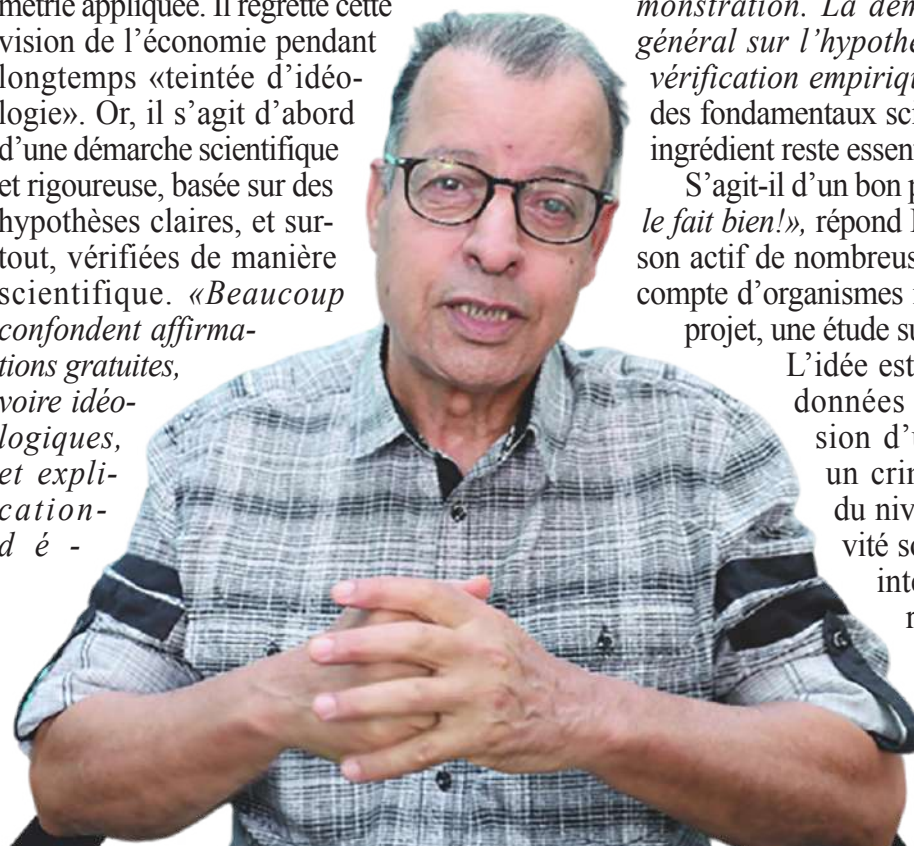 métrie appliquée. Il regrette cette
vision de l’économie pendant
longtemps «teintée d’idéo-
logie». Or, il s’agit d’abord
d’une démarche scientifique
et rigoureuse, basée sur des
hypothèses claires, et sur-
tout, vérifiées de manière
scientifique. «Beaucoup
confondent affirma-
tions gratuites,
voire idéo-
logiques,
et expli-
cation-
d é -
monstration. La dém
général sur l’hypothè
vérification empiriqu
des fondamentaux sci
ingrédient reste essent
S’agit-il d’un bon p
le fait bien!», répond l
son actif de nombreus
compte d’organismes
projet, une étude su
L’idée est
données
sion d’u
un crim
du niv
vité so
inte
r